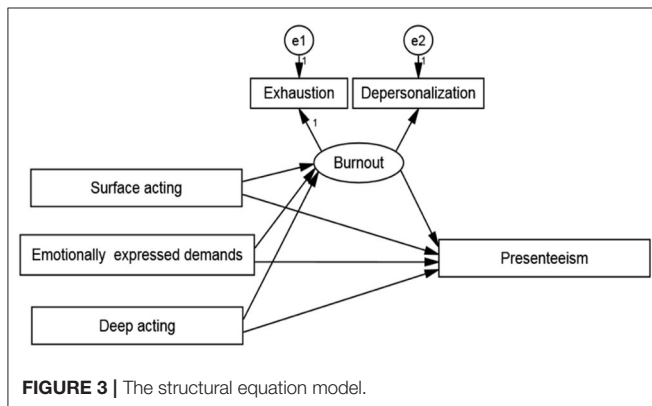 e1
e2
1
1
Exhaustion
Depersonalization
1
Burnout
Surface acting
Emotionally expressed demands
Presenteeism
Deep acting
FIGURE 3 | The structural equation model.